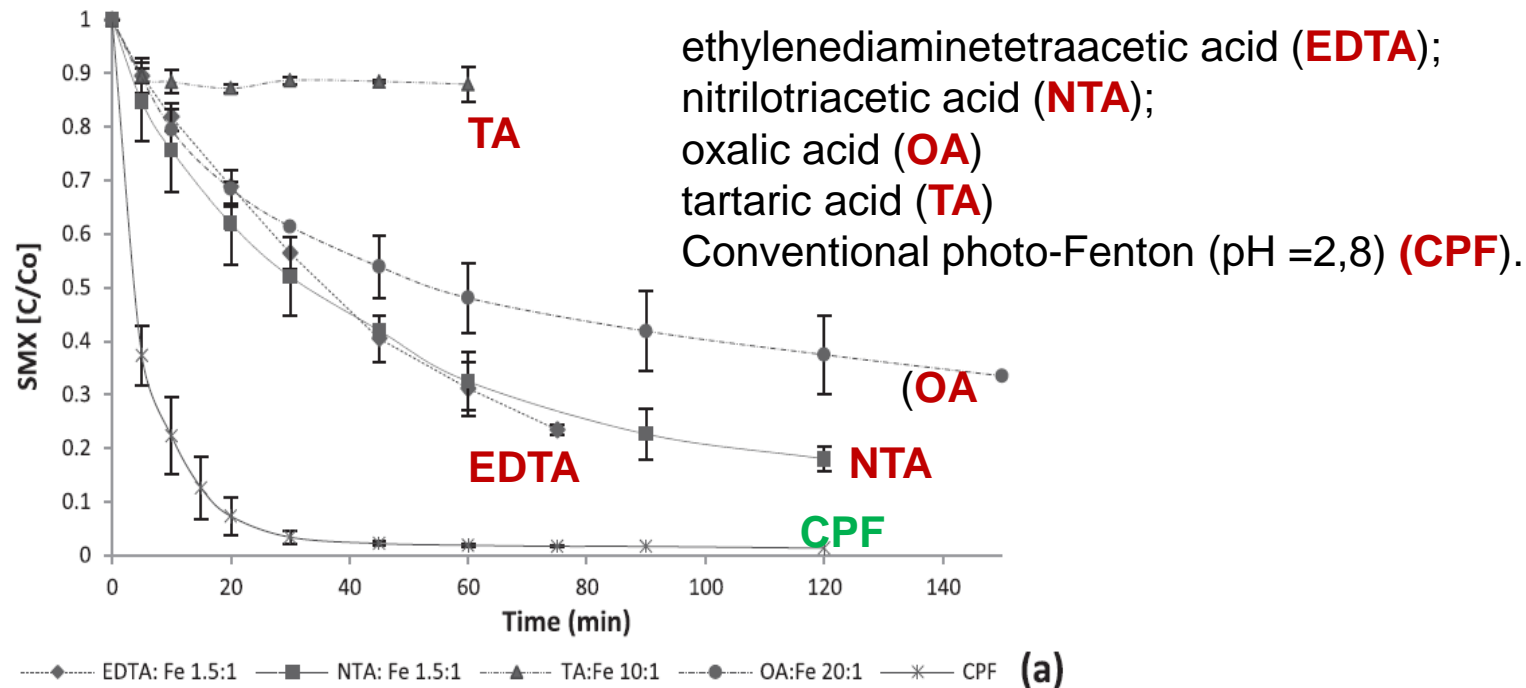 ethylenediaminetetraacetic acid (EDTA);
nitrilotriacetic acid (NTA);
oxalic acid (OA)
tartaric acid (TA)
Conventional photo-Fenton (pH =2,8) (CPF).
SMX [C/Co]
1
0.9
0.8
0.7
0.6
0.5
0.4
0.3
0.2
0.1
0
TA
(OA
EDTA
NTA
CPF
0 20 40 60 80 100 120 140
Time (min)
EDTA: Fe 1.5:1 NTA: Fe 1.5:1 TA:Fe 10:1 OA:Fe 20:1 CPF (a)